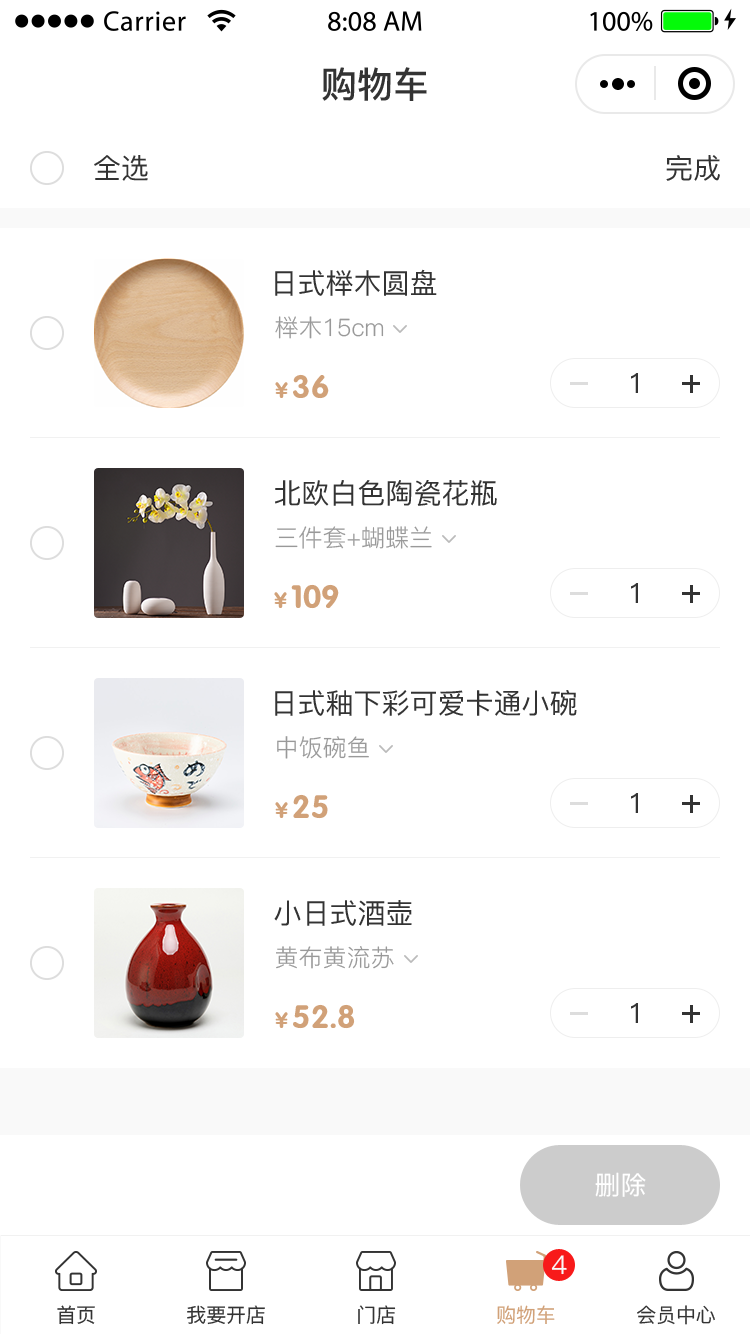 Carrier 8:08 AM 100%
购物车
全选 完成
日式榉木圆盘
榉木15cm
¥36 1
北欧白色陶瓷花瓶
三件套+蝴蝶兰
¥109 1
日式釉下彩可爱卡通小碗
中饭碗鱼
¥25 1
小日式酒壶
黄布黄流苏
¥52.8 1
删除
4
首页 我要开店 门店 购物车 会员中心